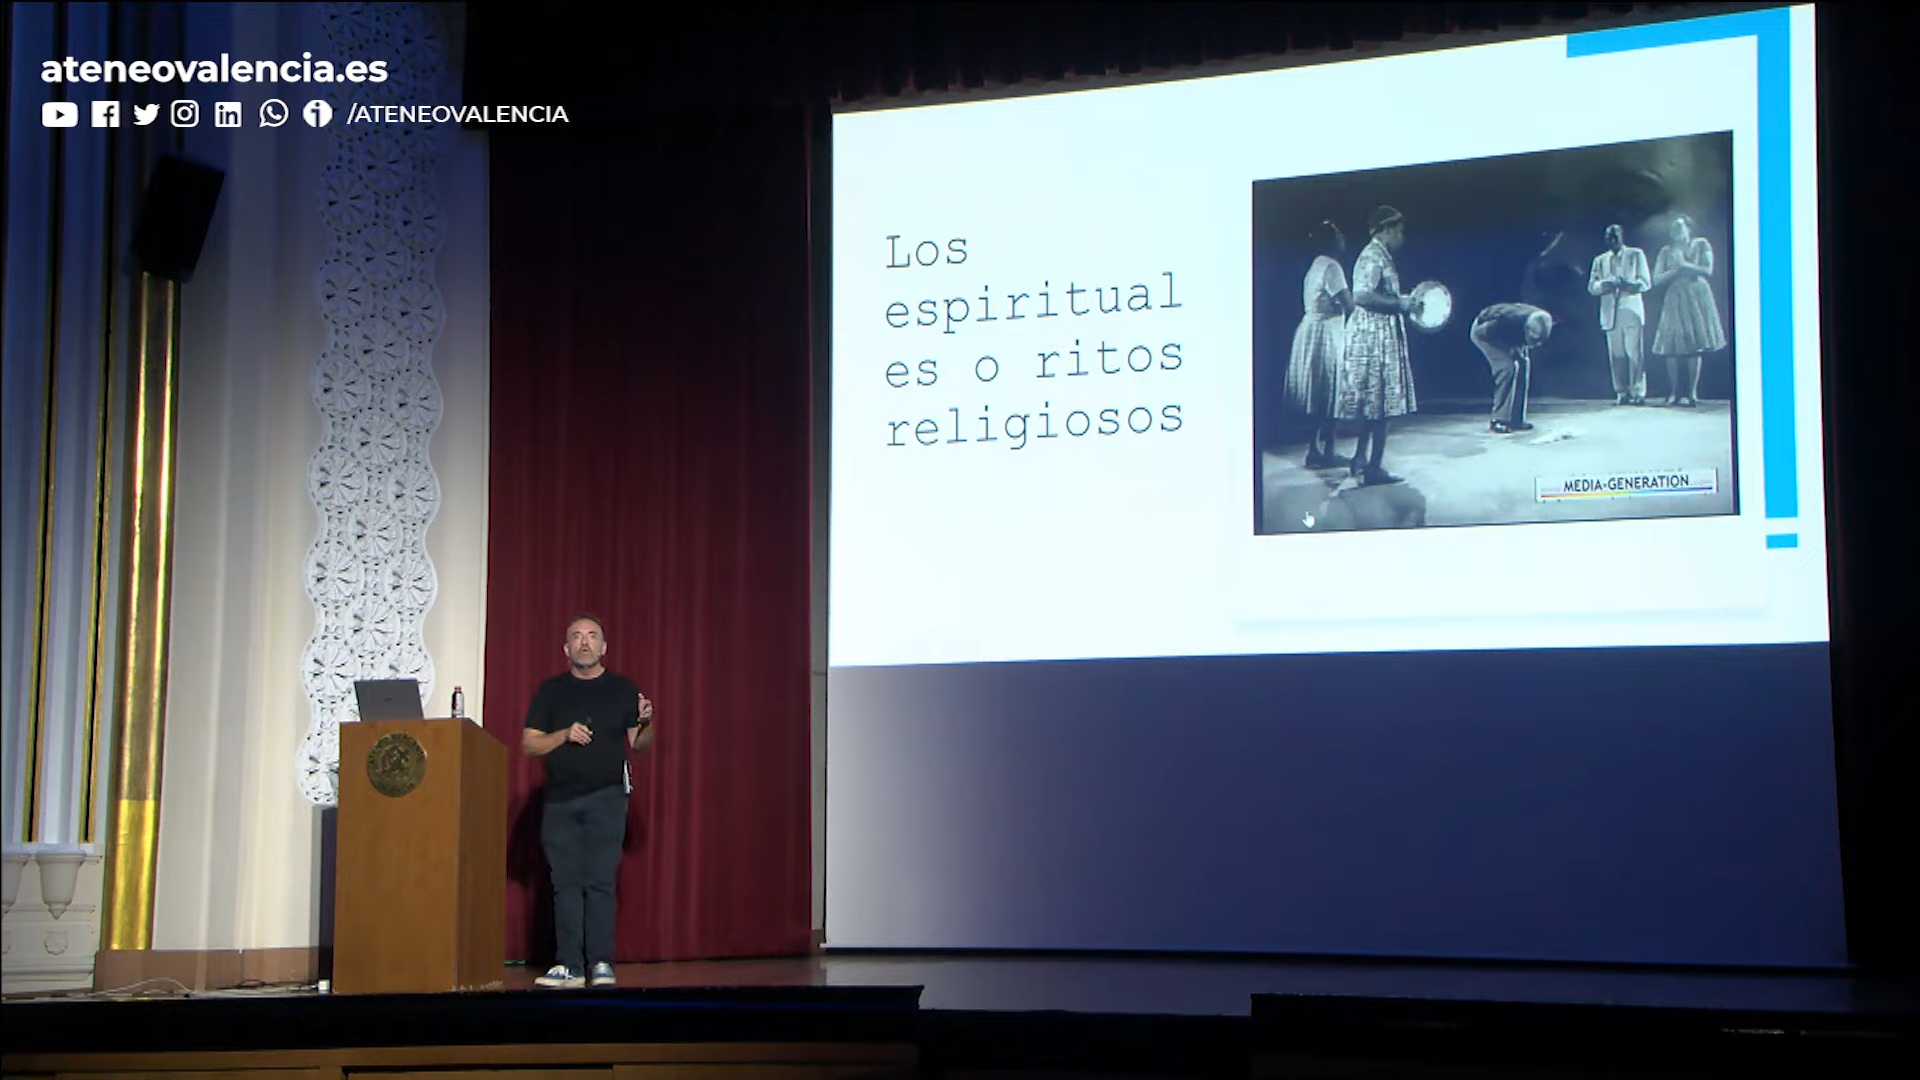 ateneovalencia.es
/ATENEOVALENCIA
Los
espiritual
es o ritos
religiosos
MEDIA-GENERATION